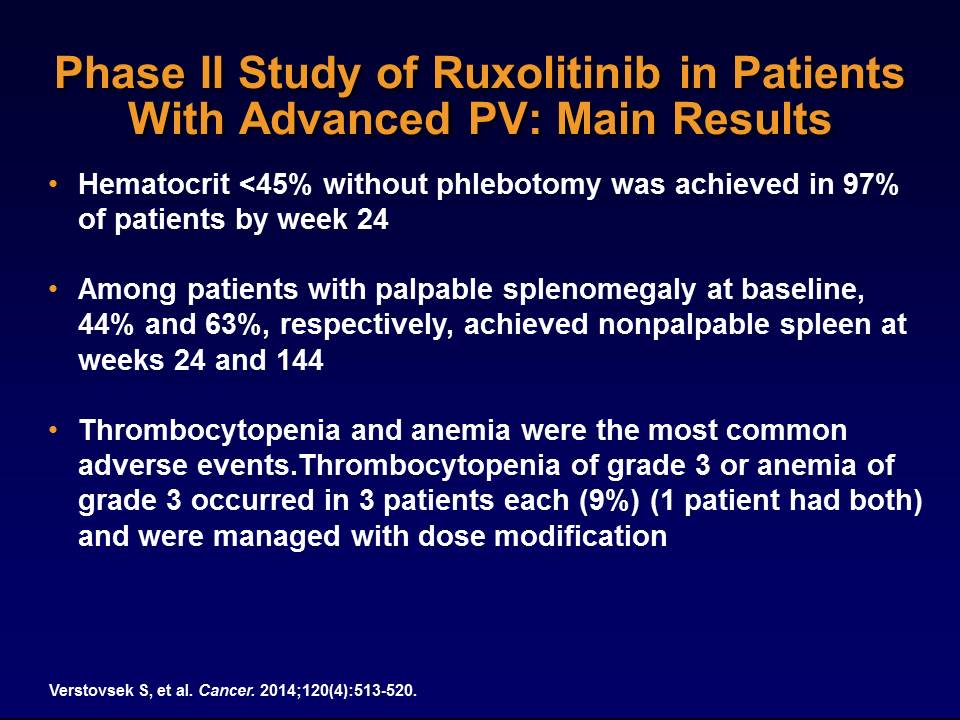 Phase II Study of Ruxolitinib in Patients
With Advanced PV: Main Results
• Hematocrit <45% without phlebotomy was achieved in 97%
of patients by week 24
• Among patients with palpable splenomegaly at baseline,
44% and 63%, respectively, achieved nonpalpable spleen at
weeks 24 and 144
• Thrombocytopenia and anemia were the most common
adverse events.Thrombocytopenia of grade 3 or anemia of
grade 3 occurred in 3 patients each (9%) (1 patient had both)
and were managed with dose modification
Verstovsek S, et al. Cancer. 2014;120(4):513-520.